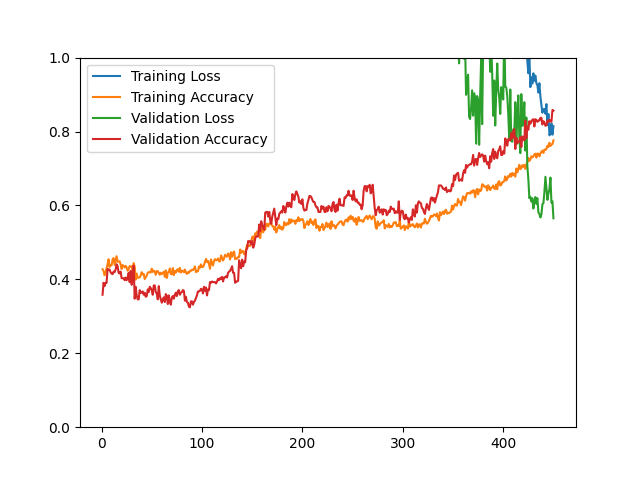 1.0
0.8
0.6
0.4
0.2
0.0
Training Loss
Training Accuracy
Validation Loss
Validation Accuracy
0 100 200 300 400